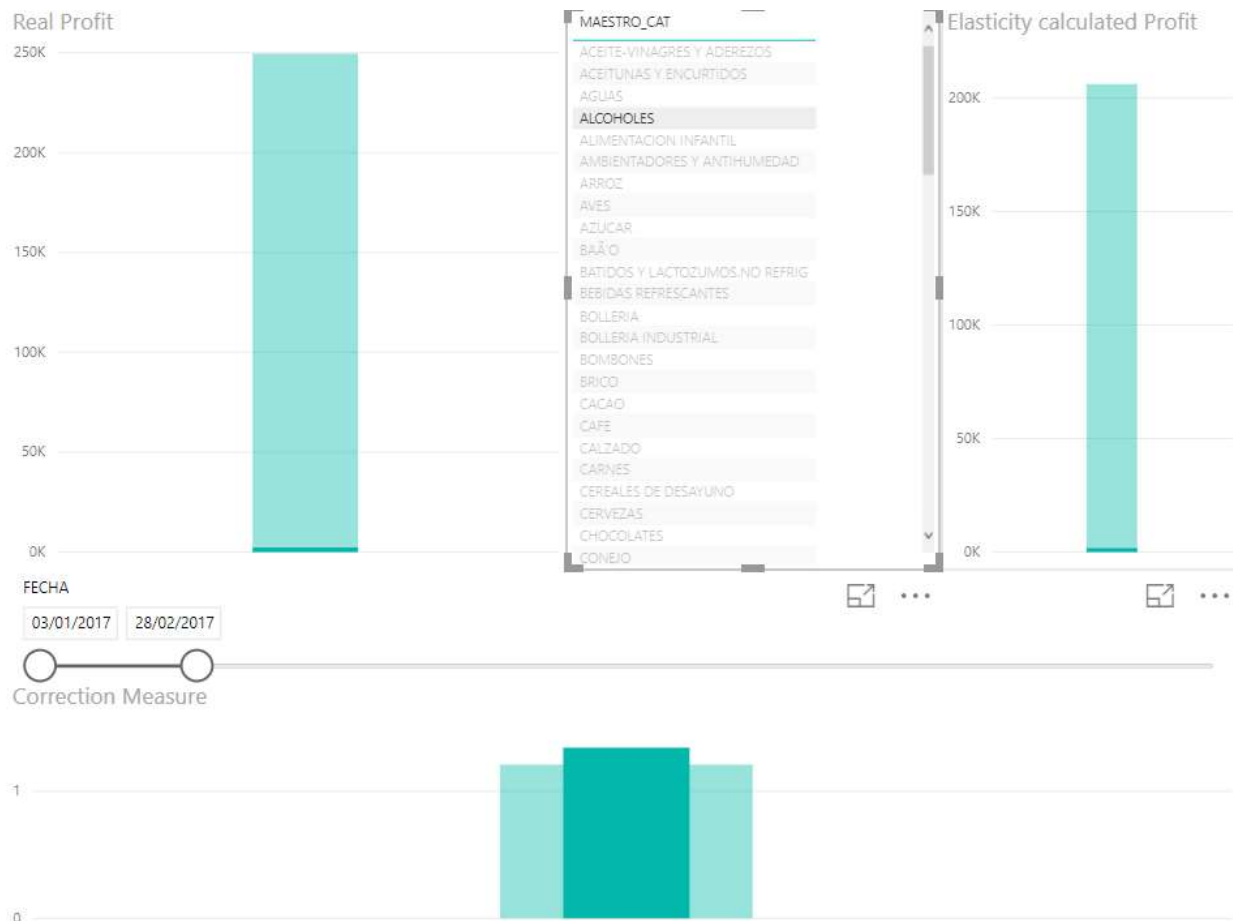 Real Profit
250K
200K
150K
100K
50K
0K
MAESTRO_CAT
ACEITE-VINAGRES Y ADEREZOS
ACEITUNAS Y ENCURTIDOS
AGUAS
ALCOHOLES
ALIMENTACION INFANTIL
AMBIENTADORES Y ANTIHUMEDAD
ARROZ
AVES
AZUCAR
BAÃ'O
BATIDOS Y LACTOZUMOS.NO REFRIG
BEBIDAS REFRESCANTES
BOLLERIA
BOLLERIA INDUSTRIAL
BOMBONES
BRICO
CACAO
CAFE
CALZADO
CARNES
CEREALES DE DESAYUNO
CERVEZAS
CHOCOLATES
CONEJO
Elasticity calculated Profit
200K
150K
100K
50K
0K
FECHA
03/01/2017 28/02/2017
Correction Measure
1
0